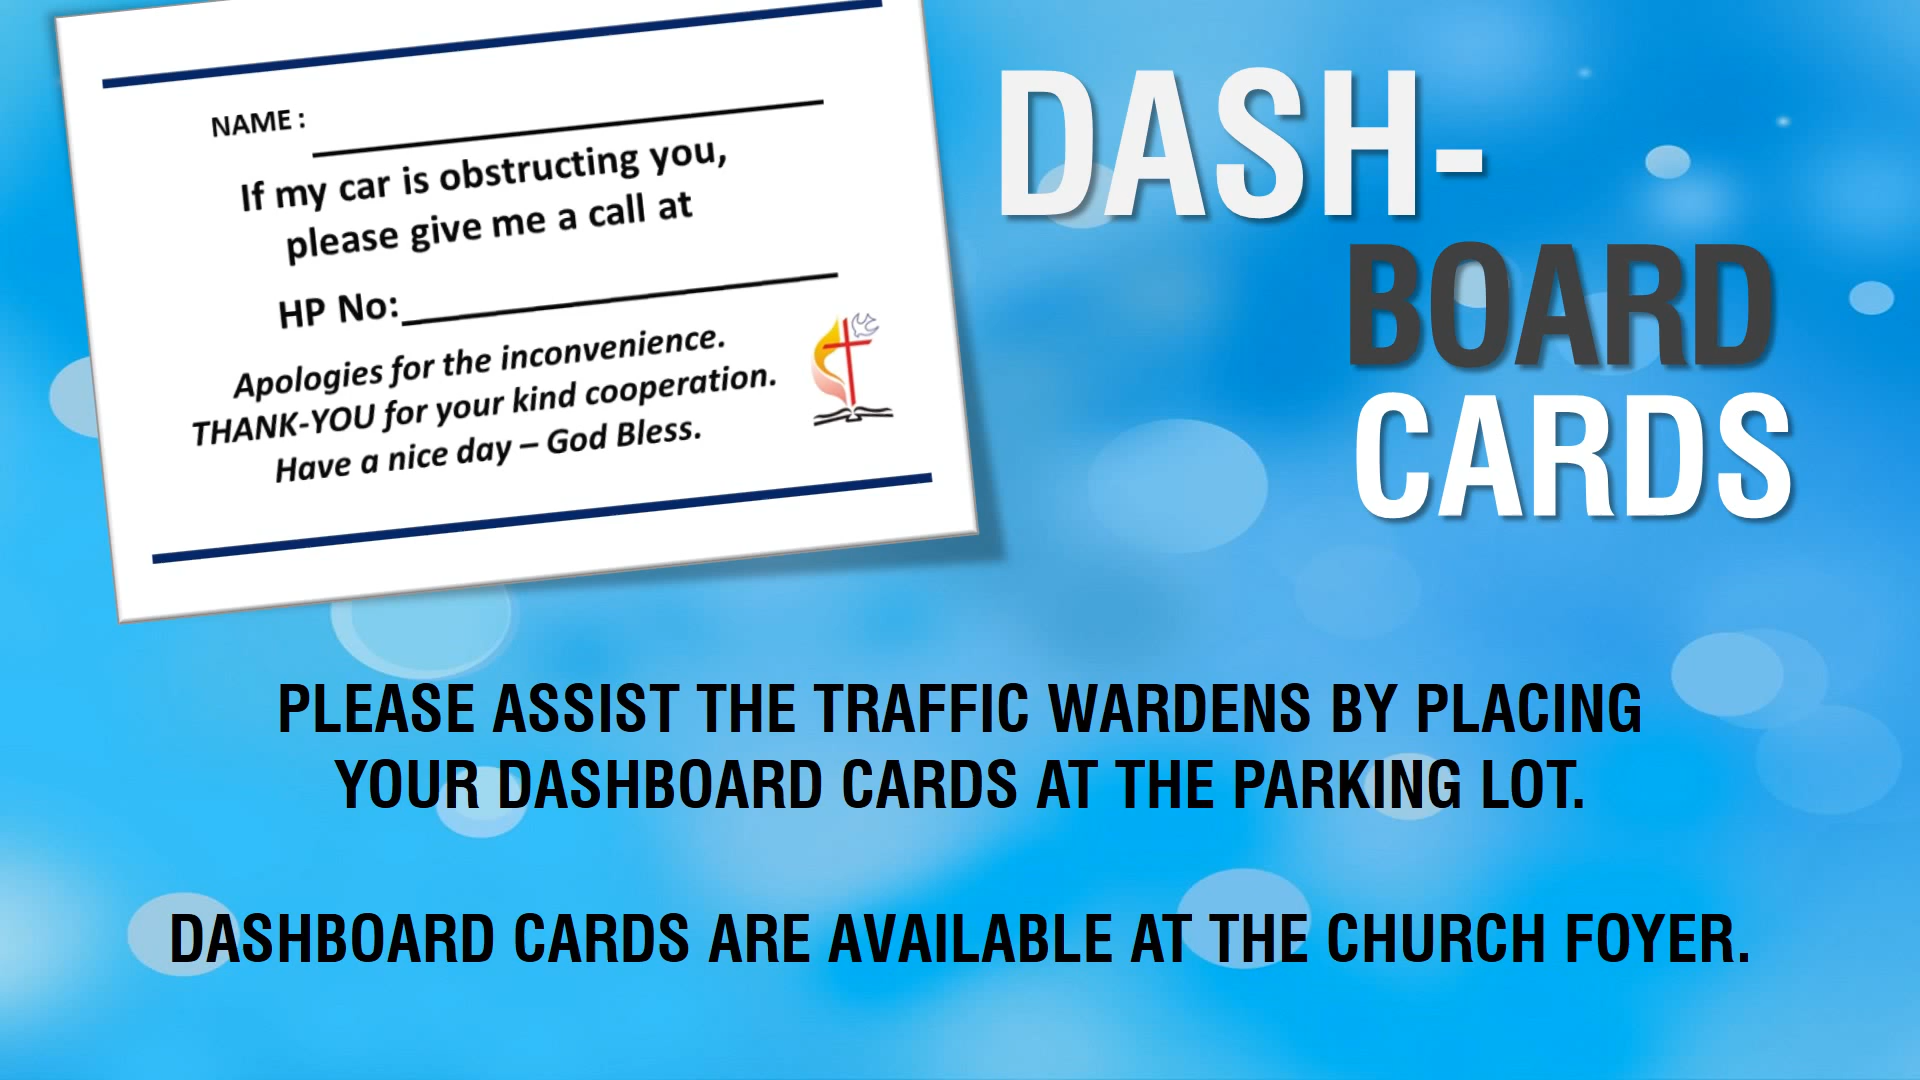 NAME : ____________________
If my car is obstructing you,
please give me a call at
HP No:____________________
Apologies for the inconvenience.
THANK-YOU for your kind cooperation.
Have a nice day – God Bless.
DASH-
BOARD
CARDS
PLEASE ASSIST THE TRAFFIC WARDENS BY PLACING
YOUR DASHBOARD CARDS AT THE PARKING LOT.
DASHBOARD CARDS ARE AVAILABLE AT THE CHURCH FOYER.